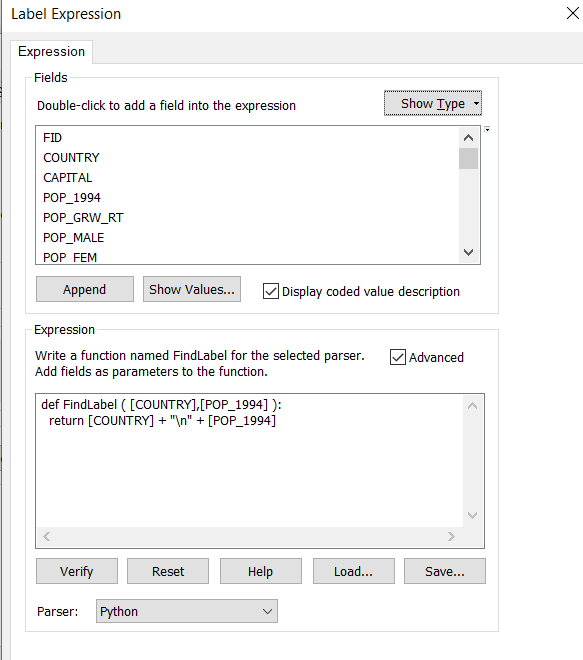 Label Expression
Expression
Fields
Double-click to add a field into the expression
Show Type
FID
COUNTRY
CAPITAL
POP_1994
POP_GRW_RT
POP_MALE
POP_FEM
Append
Show Values...
Display coded value description
Expression
Write a function named FindLabel for the selected parser.
Add fields as parameters to the function.
Advanced
def FindLabel ( [COUNTRY],[POP_1994] ):
  return [COUNTRY] + "\n" + [POP_1994]
Verify
Reset
Help
Load...
Save...
Parser:
Python